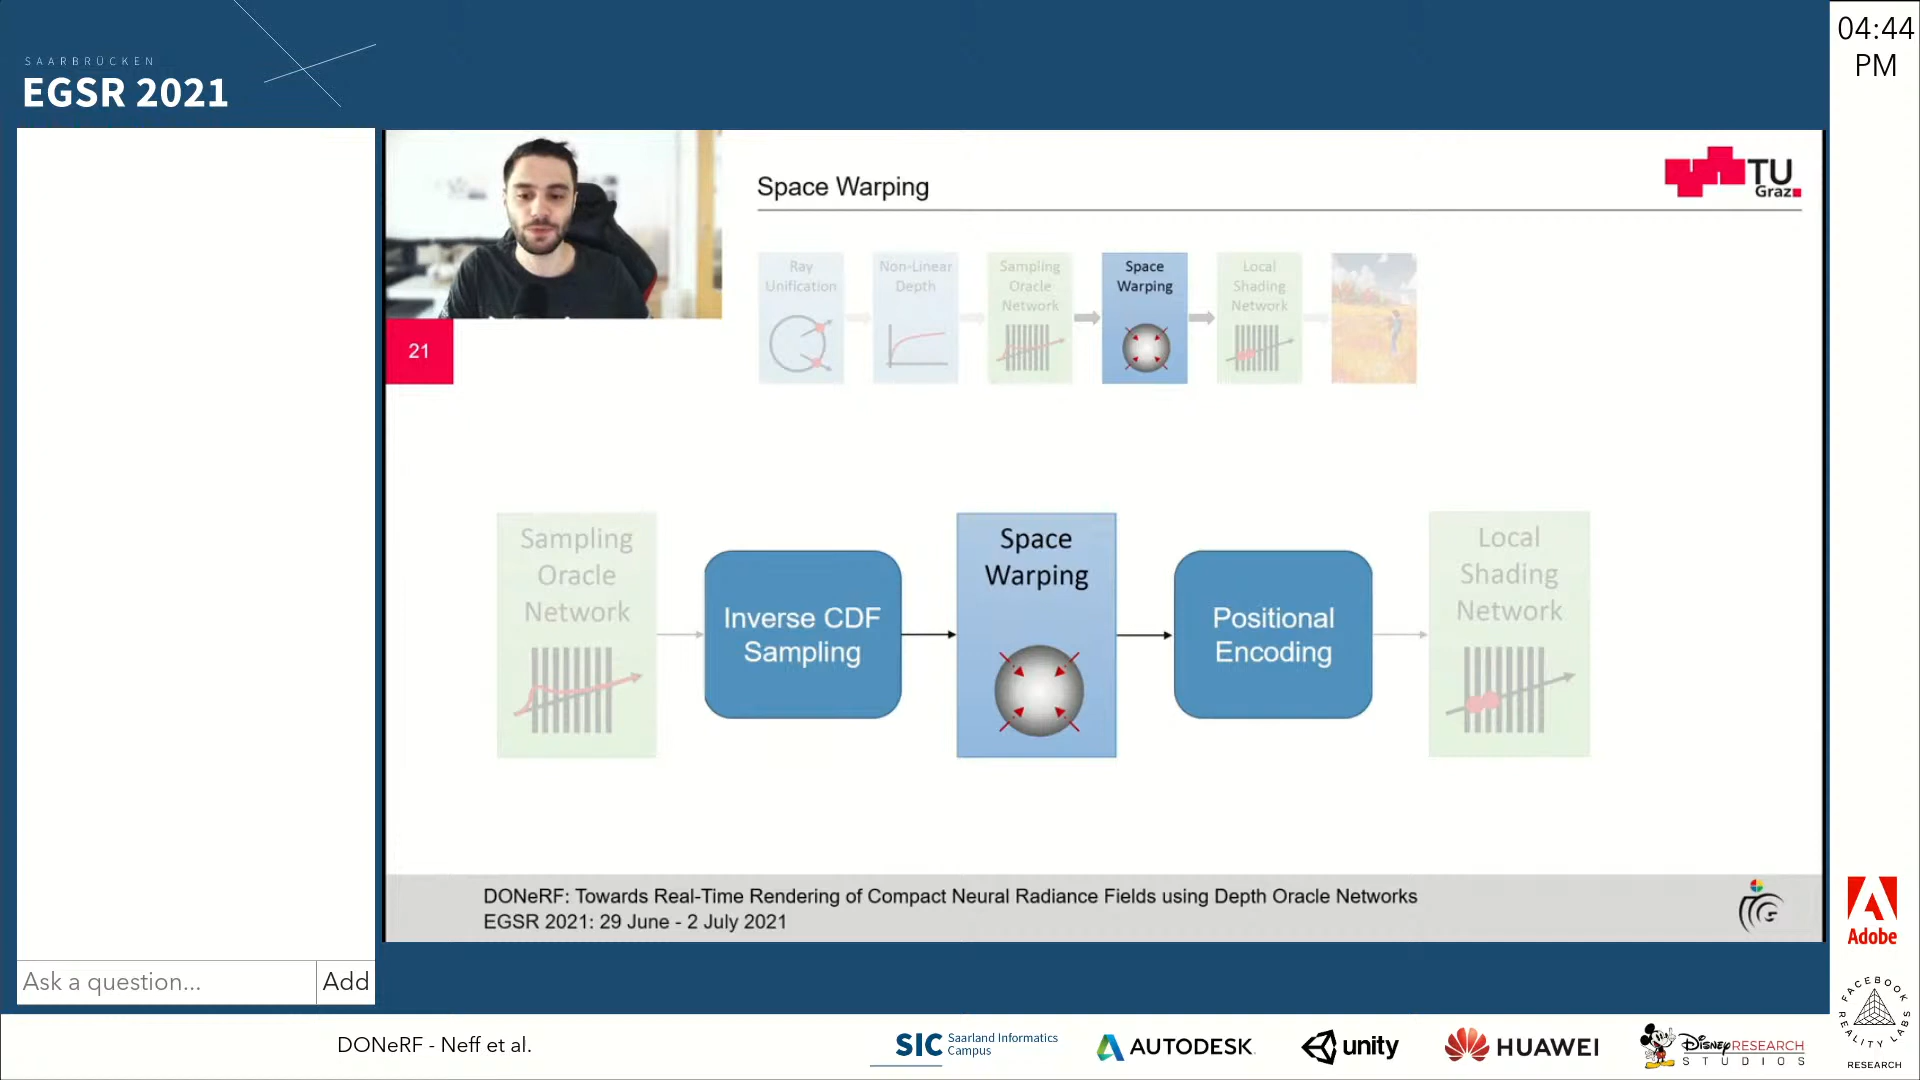 SAARBRÜCKEN
EGSR 2021
04:44
PM
Space Warping
TU
Graz
21
Ray
Unification
Non-Linear
Depth
Sampling
Oracle
Network
Space
Warping
Local
Shading
Network
Sampling
Oracle
Network
Inverse CDF
Sampling
Space
Warping
Positional
Encoding
Local
Shading
Network
DONeRF: Towards Real-Time Rendering of Compact Neural Radiance Fields using Depth Oracle Networks
EGSR 2021: 29 June - 2 July 2021
Ask a question...
Add
Adobe
FACEBOOK
REALITY LABS
RESEARCH
DONeRF - Neff et al.
SIC Saarland Informatics
Campus
AUTODESK
unity
HUAWEI
Disney RESEARCH
STUDIOS